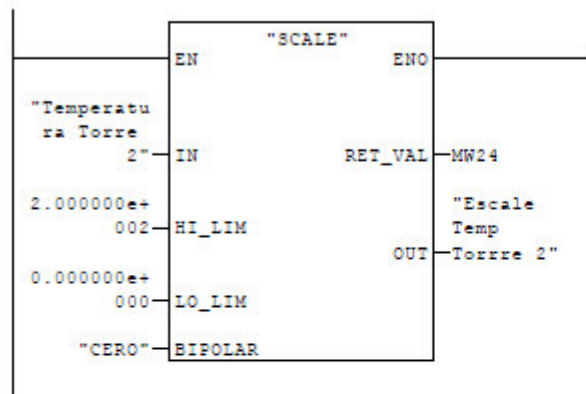 "SCALE"
EN ENO
"Temperatu
ra Torre
2" IN RET_VAL MW24
2.000000e+
002 HI_LIM
"Escale
Temp
OUT Torrre 2"
0.000000e+
000 LO_LIM
"CERO" BIPOLAR